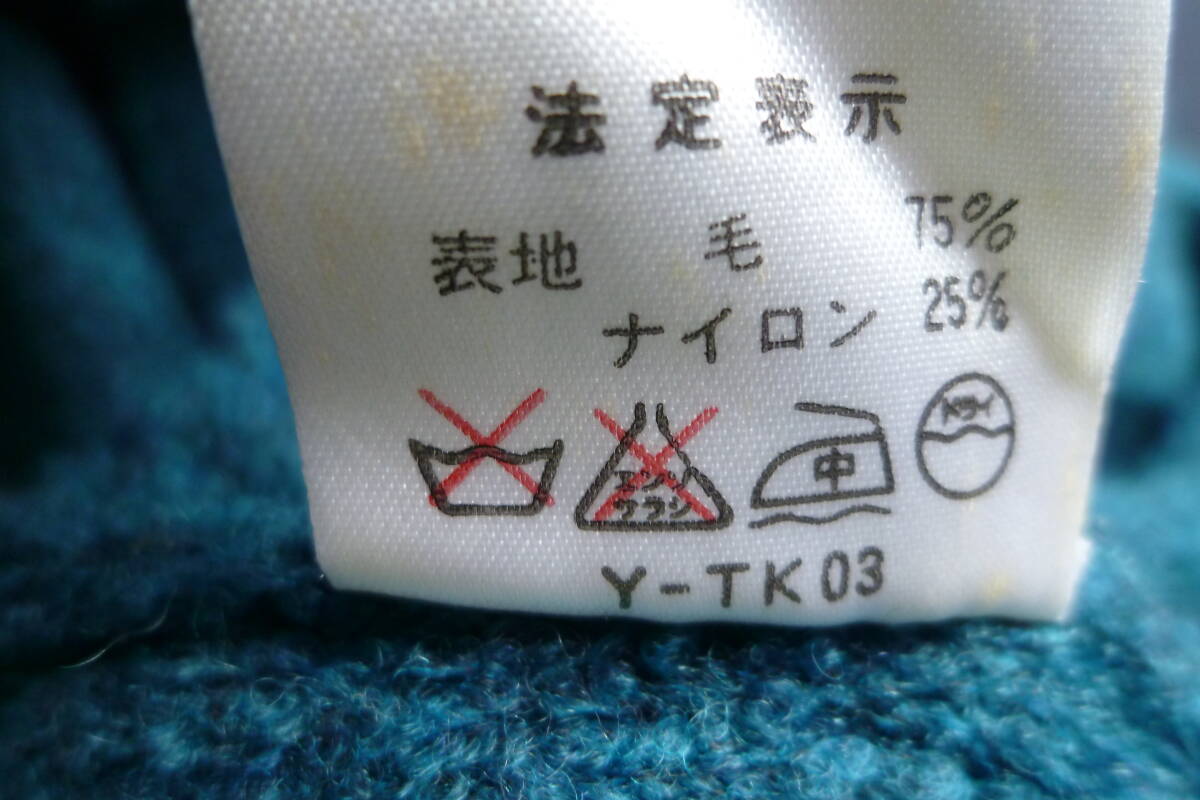 法定表示
表地 毛 75%
ナイロン 25%
エンソ
サラシ
中
ドライ
Y-TK03